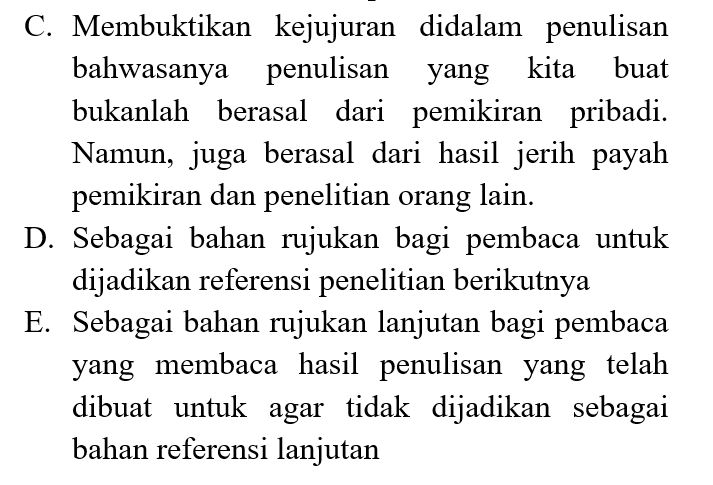 C. Membuktikan kejujuran didalam penulisan
bahwasanya penulisan yang kita buat
bukanlah berasal dari pemikiran pribadi.
Namun, juga berasal dari hasil jerih payah
pemikiran dan penelitian orang lain.
D. Sebagai bahan rujukan bagi pembaca untuk
dijadikan referensi penelitian berikutnya
E. Sebagai bahan rujukan lanjutan bagi pembaca
yang membaca hasil penulisan yang telah
dibuat untuk agar tidak dijadikan sebagai
bahan referensi lanjutan